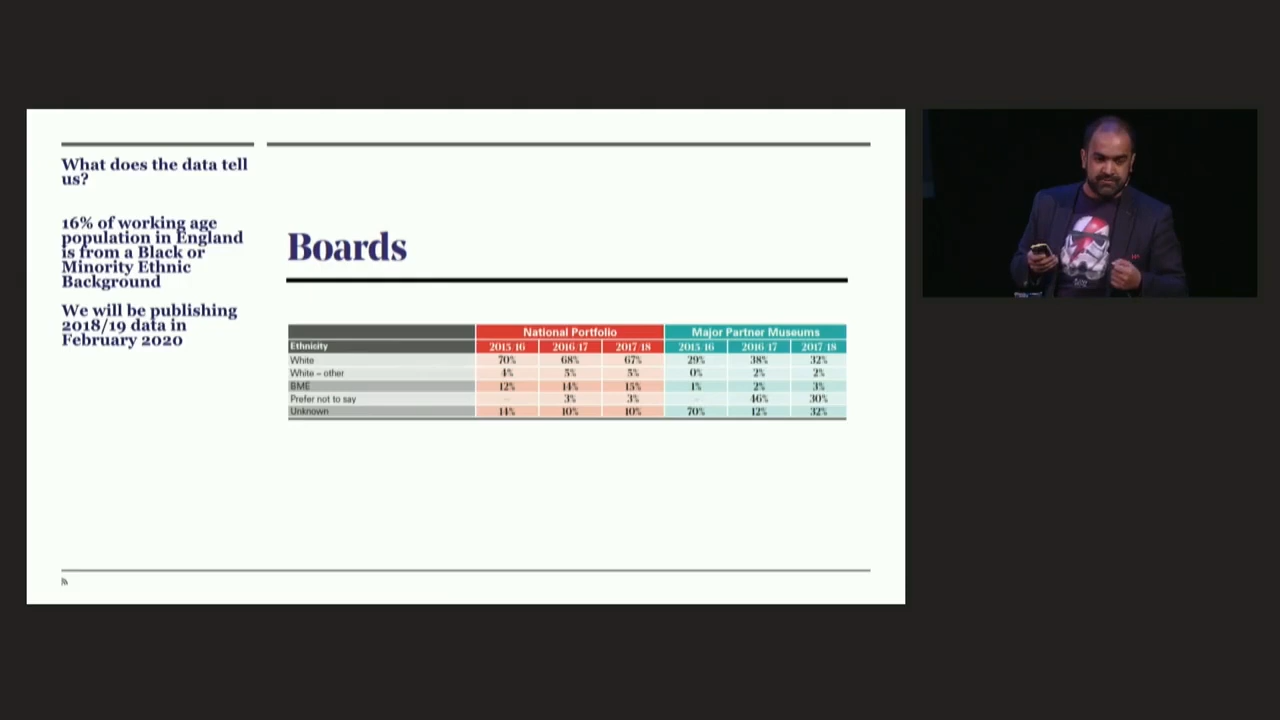 What does the data tell
us?
16% of working age
population in England
is from a Black or
Minority Ethnic
Background
We will be publishing
2018/19 data in
February 2020
Boards
National Portfolio Major Partner Museums
Ethnicity 2015/16 2016/17 2017/18 2015/16 2016/17 2017/18
White 70% 68% 67% 29% 38% 32%
White – other 4% 5% 5% 0% 2% 2%
BME 12% 14% 15% 1% 2% 3%
Prefer not to say - 3% 3% - 46% 30%
Unknown 14% 10% 10% 70% 12% 32%